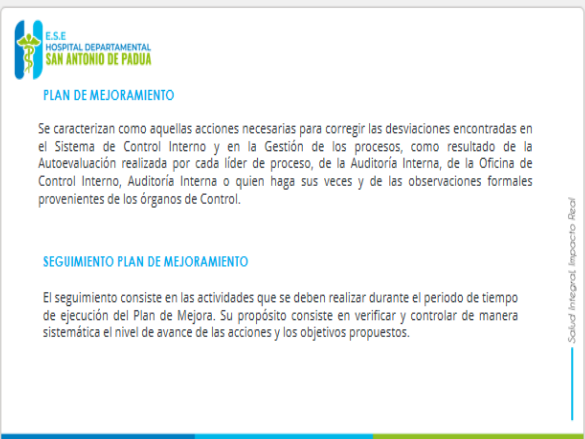 E.S.E
HOSPITAL DEPARTAMENTAL
SAN ANTONIO DE PADUA
PLAN DE MEJORAMIENTO
Se caracterizan como aquellas acciones necesarias para corregir las desviaciones encontradas en
el Sistema de Control Interno y en la Gestión de los procesos, como resultado de la
Autoevaluación realizada por cada líder de proceso, de la Auditoría Interna, de la Oficina de
Control Interno, Auditoría Interna o quien haga sus veces y de las observaciones formales
provenientes de los órganos de Control.
SEGUIMIENTO PLAN DE MEJORAMIENTO
El seguimiento consiste en las actividades que se deben realizar durante el periodo de tiempo
de ejecución del Plan de Mejora. Su propósito consiste en verificar y controlar de manera
sistemática el nivel de avance de las acciones y los objetivos propuestos.
Salud Integral, Impacto Real